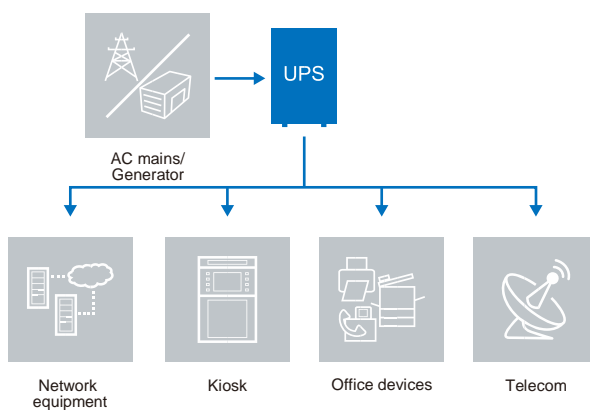 UPS
AC mains/
Generator
Network
equipment
Kiosk
Office devices
Telecom